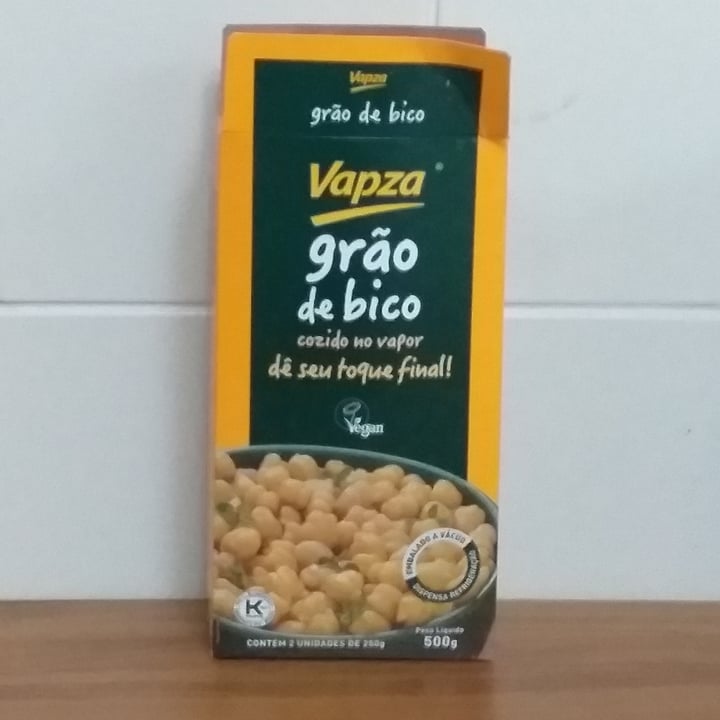 Vapza
grão de bico
Vapza
grão
de bico
cozido no vapor
dê seu toque final!
Vegan
EMBALADO A VÁCUO
DISPENSA REFRIGERAÇÃO
K
CONTÉM 2 UNIDADES DE 250g
Peso Líquido
500g